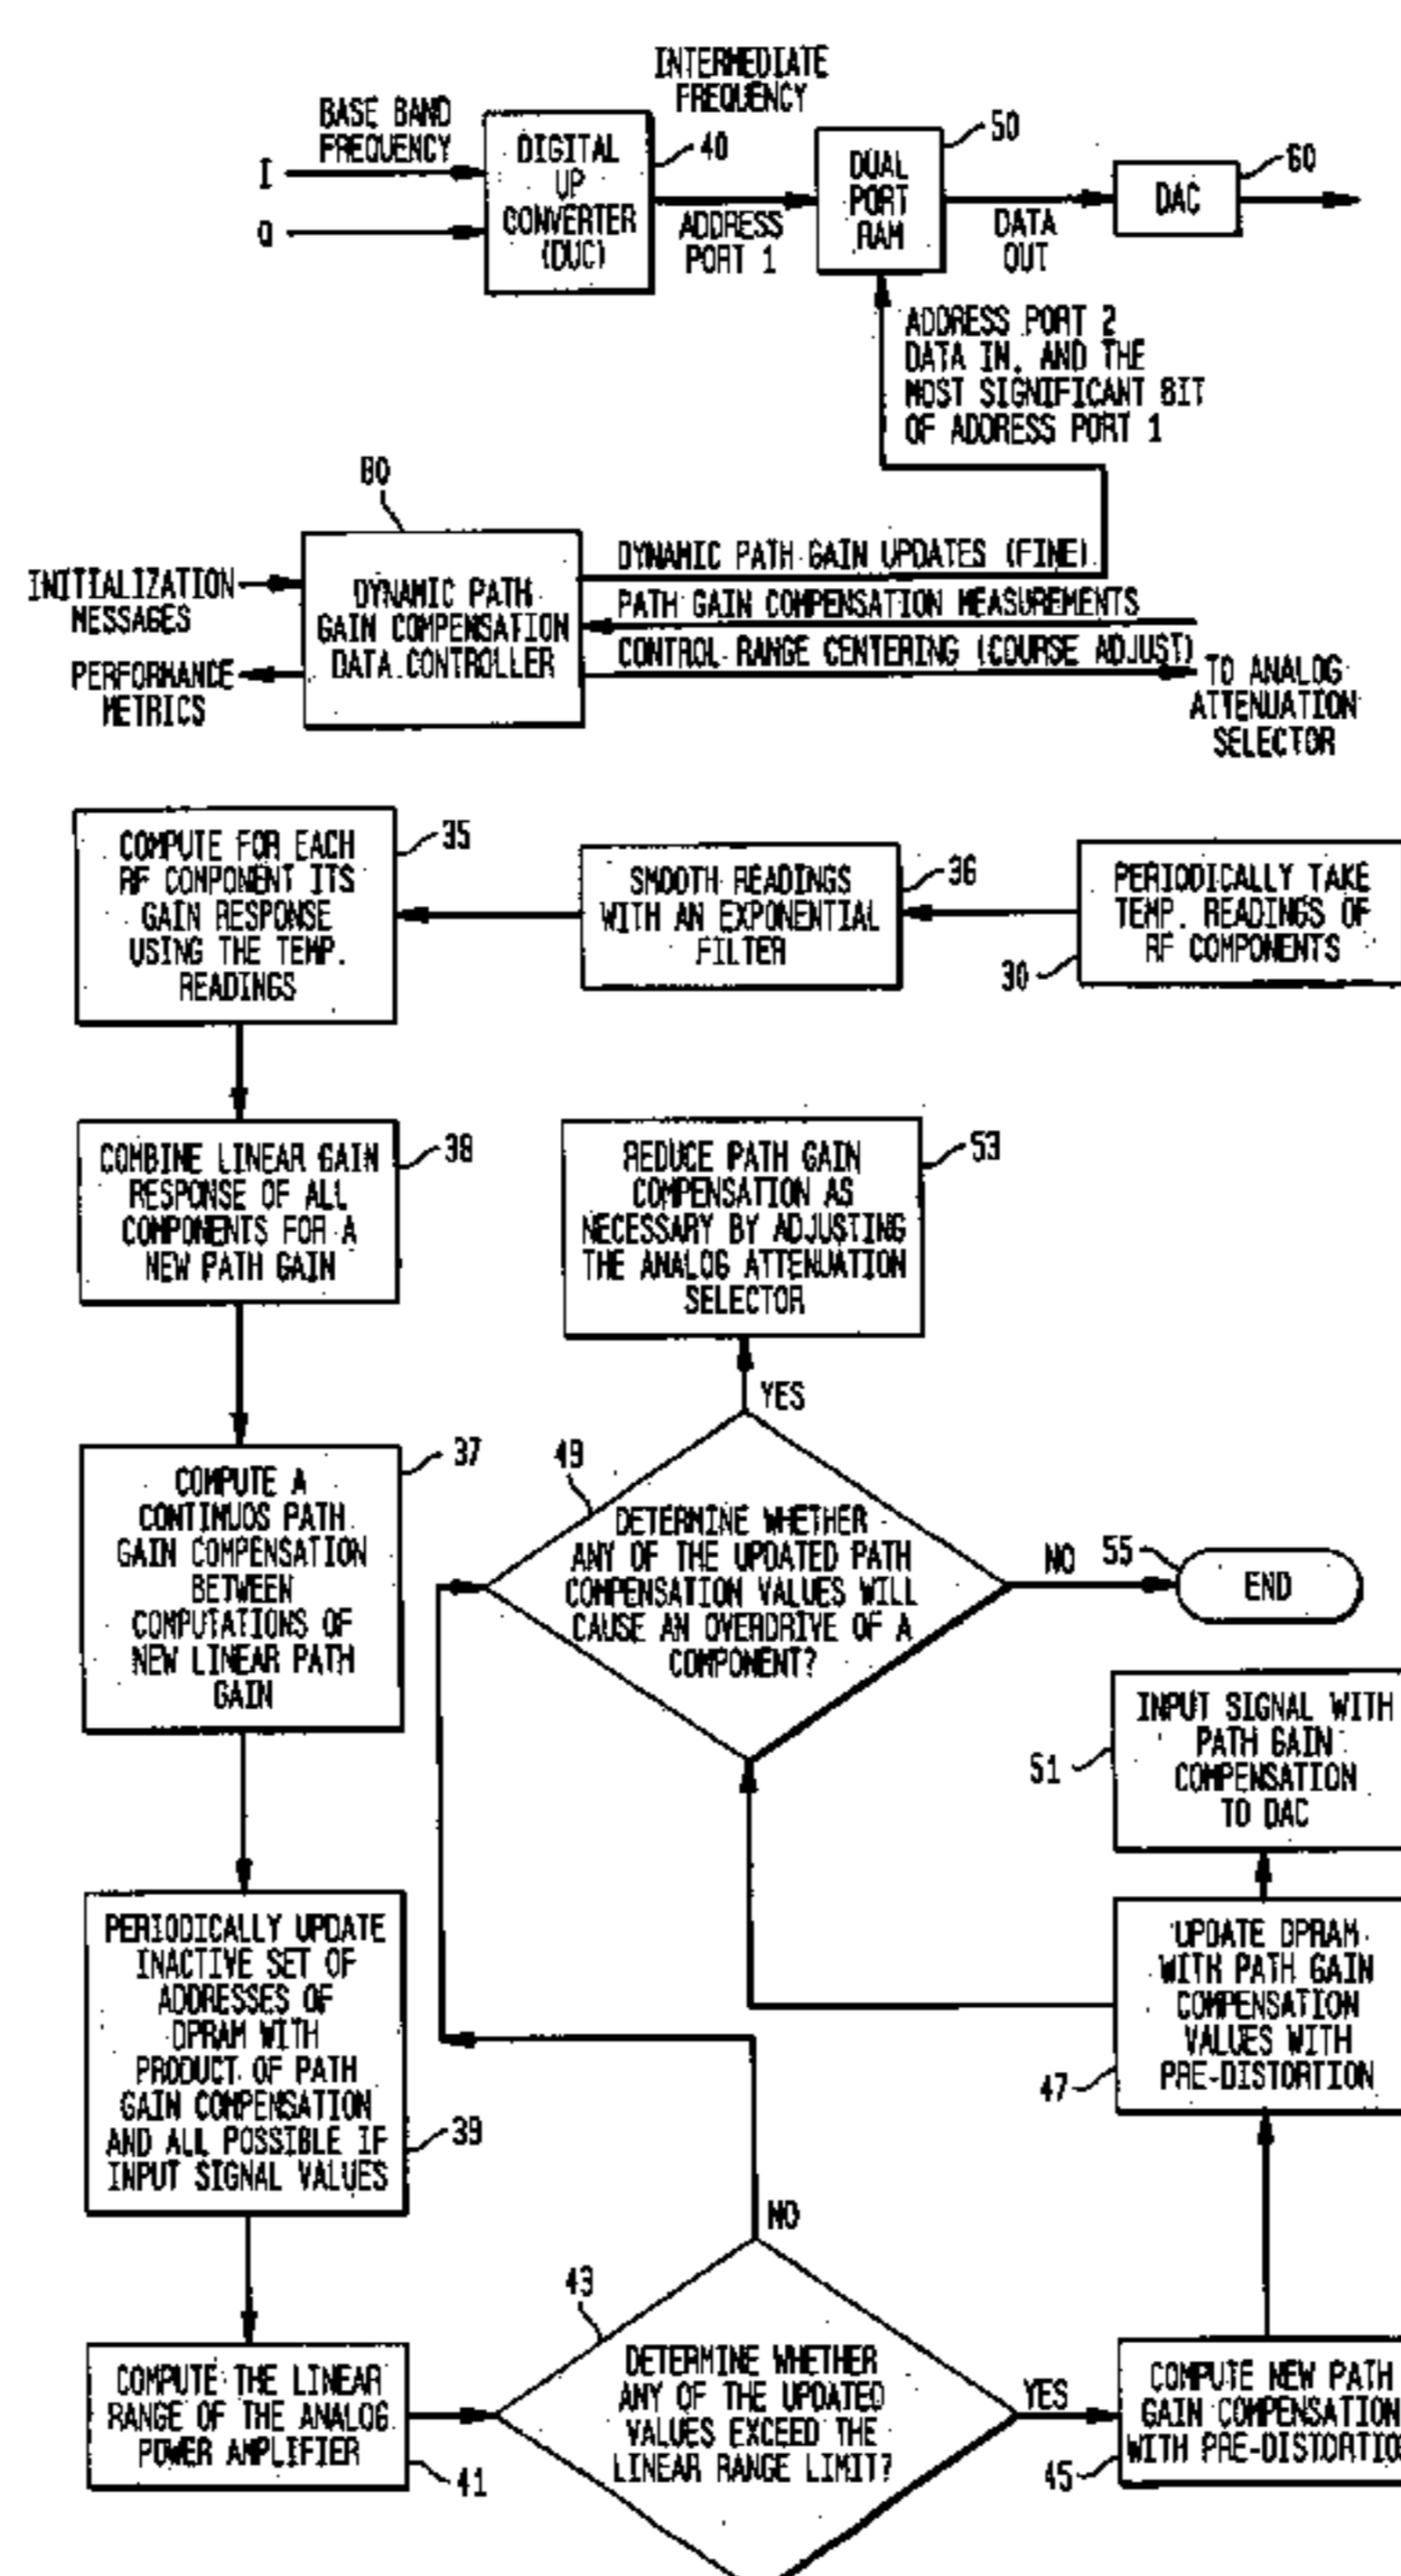 INTERMEDIATE
FREQUENCY
BASE BAND
FREQUENCY
I
Q
DIGITAL
UP
CONVERTER
(DUC)
40
ADDRESS
PORT 1
DUAL
PORT
RAM
50
DATA
OUT
DAC
60
ADDRESS PORT 2
DATA IN. AND THE
MOST SIGNIFICANT BIT
OF ADDRESS PORT 1
80
INITIALIZATION
MESSAGES
PERFORMANCE
METRICS
DYNAMIC PATH
GAIN COMPENSATION
DATA CONTROLLER
DYNAMIC PATH GAIN UPDATES (FINE)
PATH GAIN COMPENSATION MEASUREMENTS
CONTROL RANGE CENTERING (COURSE ADJUST)
TO ANALOG
ATTENUATION
SELECTOR
COMPUTE FOR EACH
RF COMPONENT ITS
GAIN RESPONSE
USING THE TEMP.
READINGS
35
SMOOTH READINGS
WITH AN EXPONENTIAL
FILTER
36
PERIODICALLY TAKE
TEMP. READINGS OF
RF COMPONENTS
30
COMBINE LINEAR GAIN
RESPONSE OF ALL
COMPONENTS FOR A
NEW PATH GAIN
38
REDUCE PATH GAIN
COMPENSATION AS
NECESSARY BY ADJUSTING
THE ANALOG ATTENUATION
SELECTOR
53
YES
COMPUTE A
CONTINUOS PATH
GAIN COMPENSATION
BETWEEN
COMPUTATIONS OF
NEW LINEAR PATH
GAIN
37
49
DETERMINE WHETHER
ANY OF THE UPDATED PATH
COMPENSATION VALUES WILL
CAUSE AN OVERDRIVE OF A
COMPONENT?
NO
55
END
INPUT SIGNAL WITH
PATH GAIN
COMPENSATION
TO DAC
51
PERIODICALLY UPDATE
INACTIVE SET OF
ADDRESSES OF
DPRAM WITH
PRODUCT OF PATH
GAIN COMPENSATION
AND ALL POSSIBLE IF
INPUT SIGNAL VALUES
39
UPDATE DPRAM
WITH PATH GAIN
COMPENSATION
VALUES WITH
PRE-DISTORTION
47
NO
43
COMPUTE THE LINEAR
RANGE OF THE ANALOG
POWER AMPLIFIER
41
DETERMINE WHETHER
ANY OF THE UPDATED
VALUES EXCEED THE
LINEAR RANGE LIMIT?
YES
COMPUTE NEW PATH
GAIN COMPENSATION
WITH PRE-DISTORTIO
45